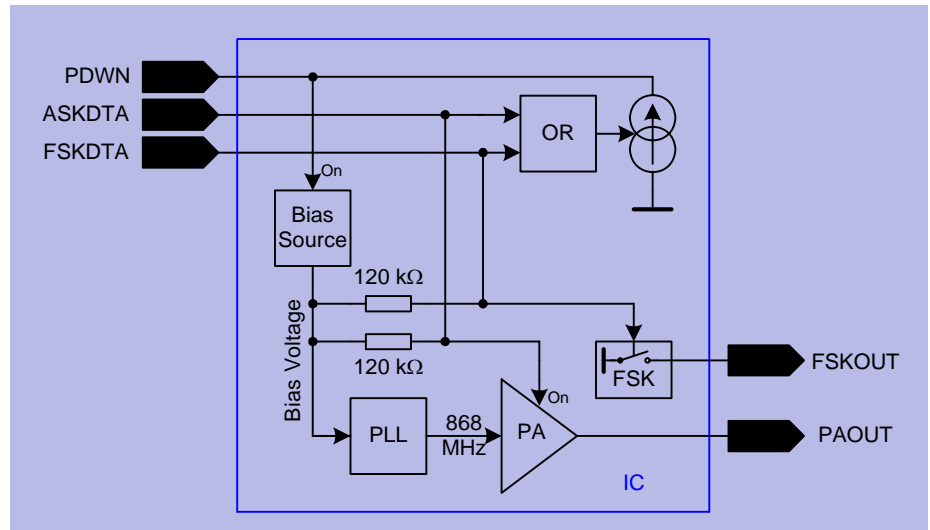 PDWN
ASKDTA
FSKDTA
OR
On
Bias
Source
120 kΩ
120 kΩ
Bias Voltage
FSK
FSKOUT
On
PLL
868
MHz
PA
PAOUT
IC